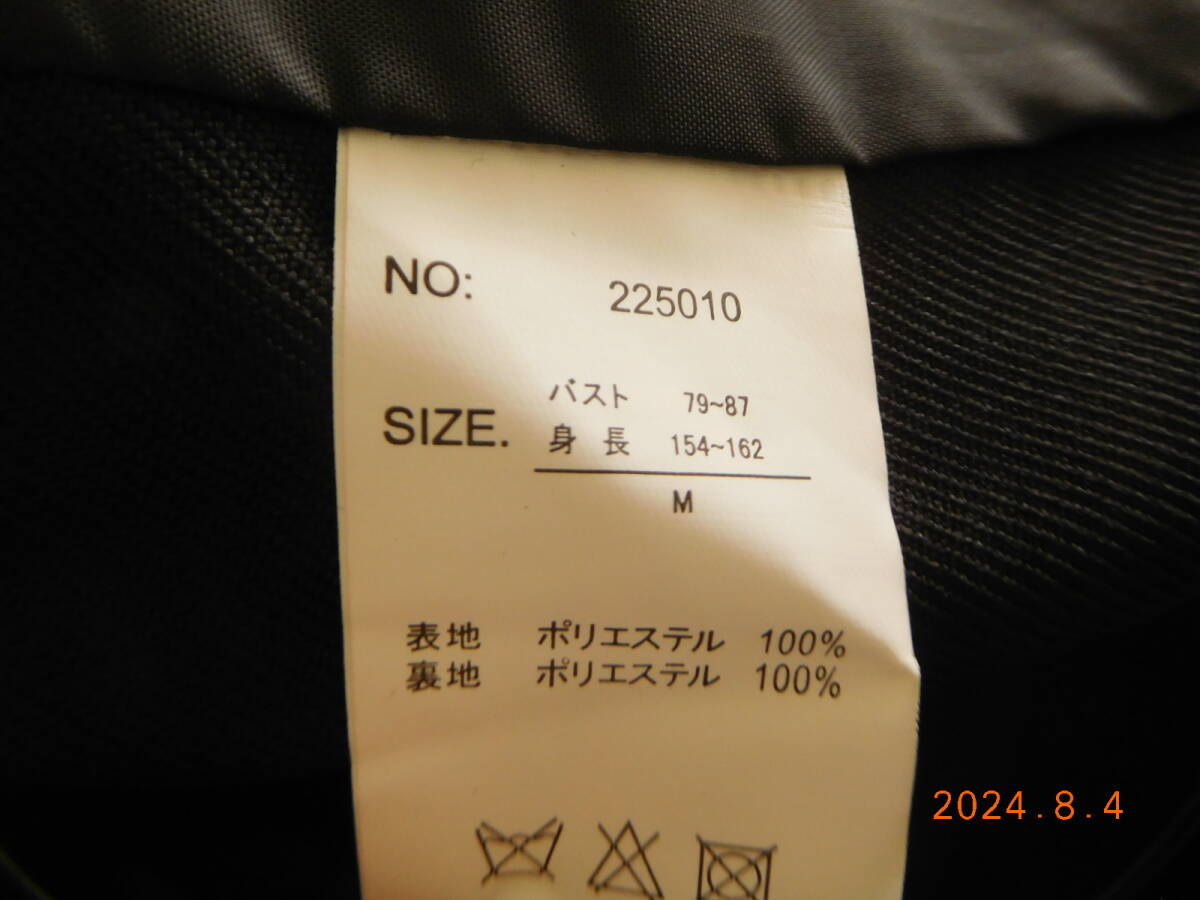 NO: 225010
SIZE. バスト 79~87
身長 154~162
M
表地 ポリエステル 100%
裏地 ポリエステル 100%
2024.8.4